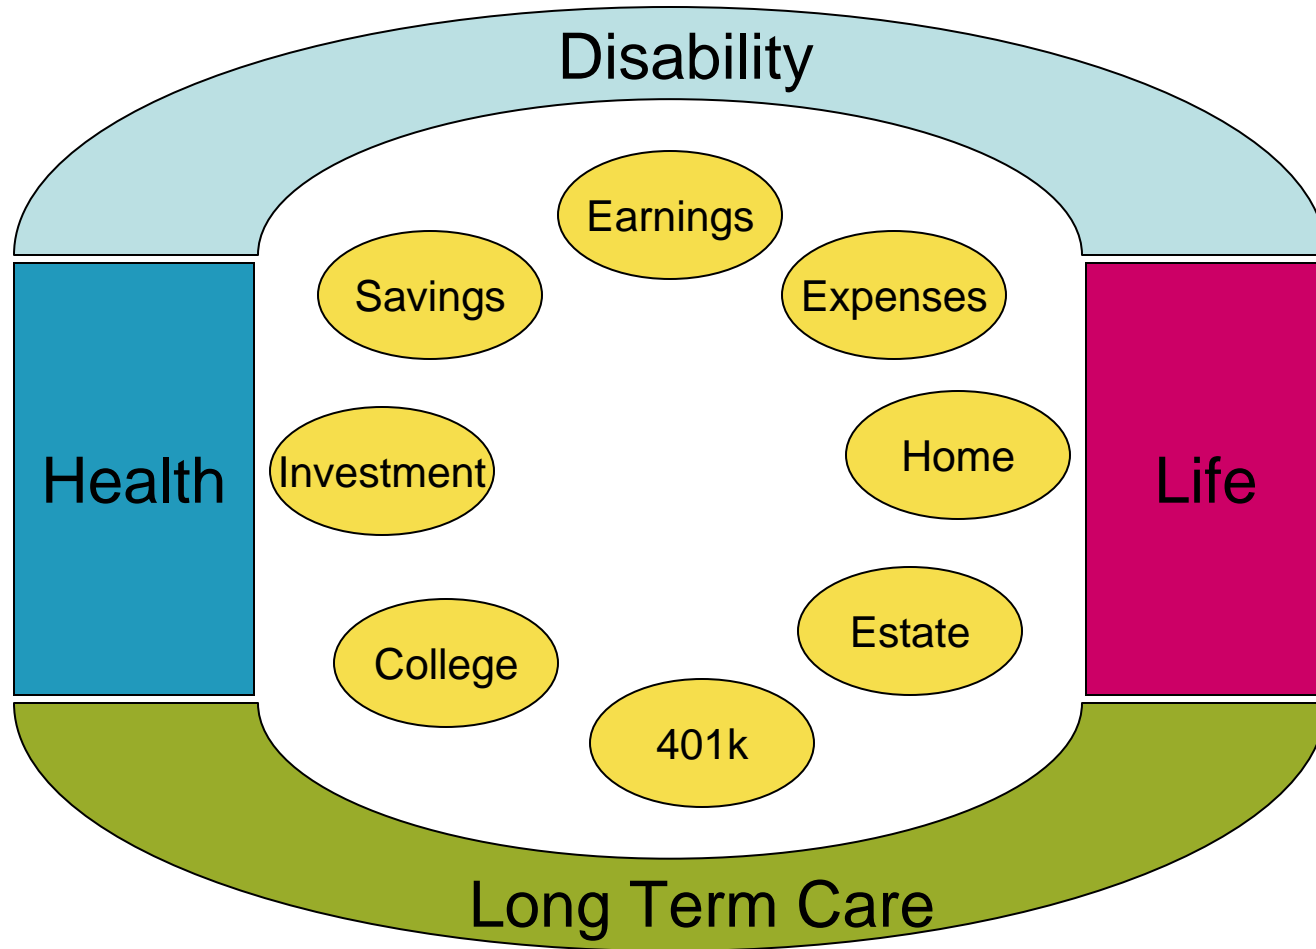 Disability
Earnings
Savings
Expenses
Health
Investment
Home
Life
College
Estate
401k
Long Term Care